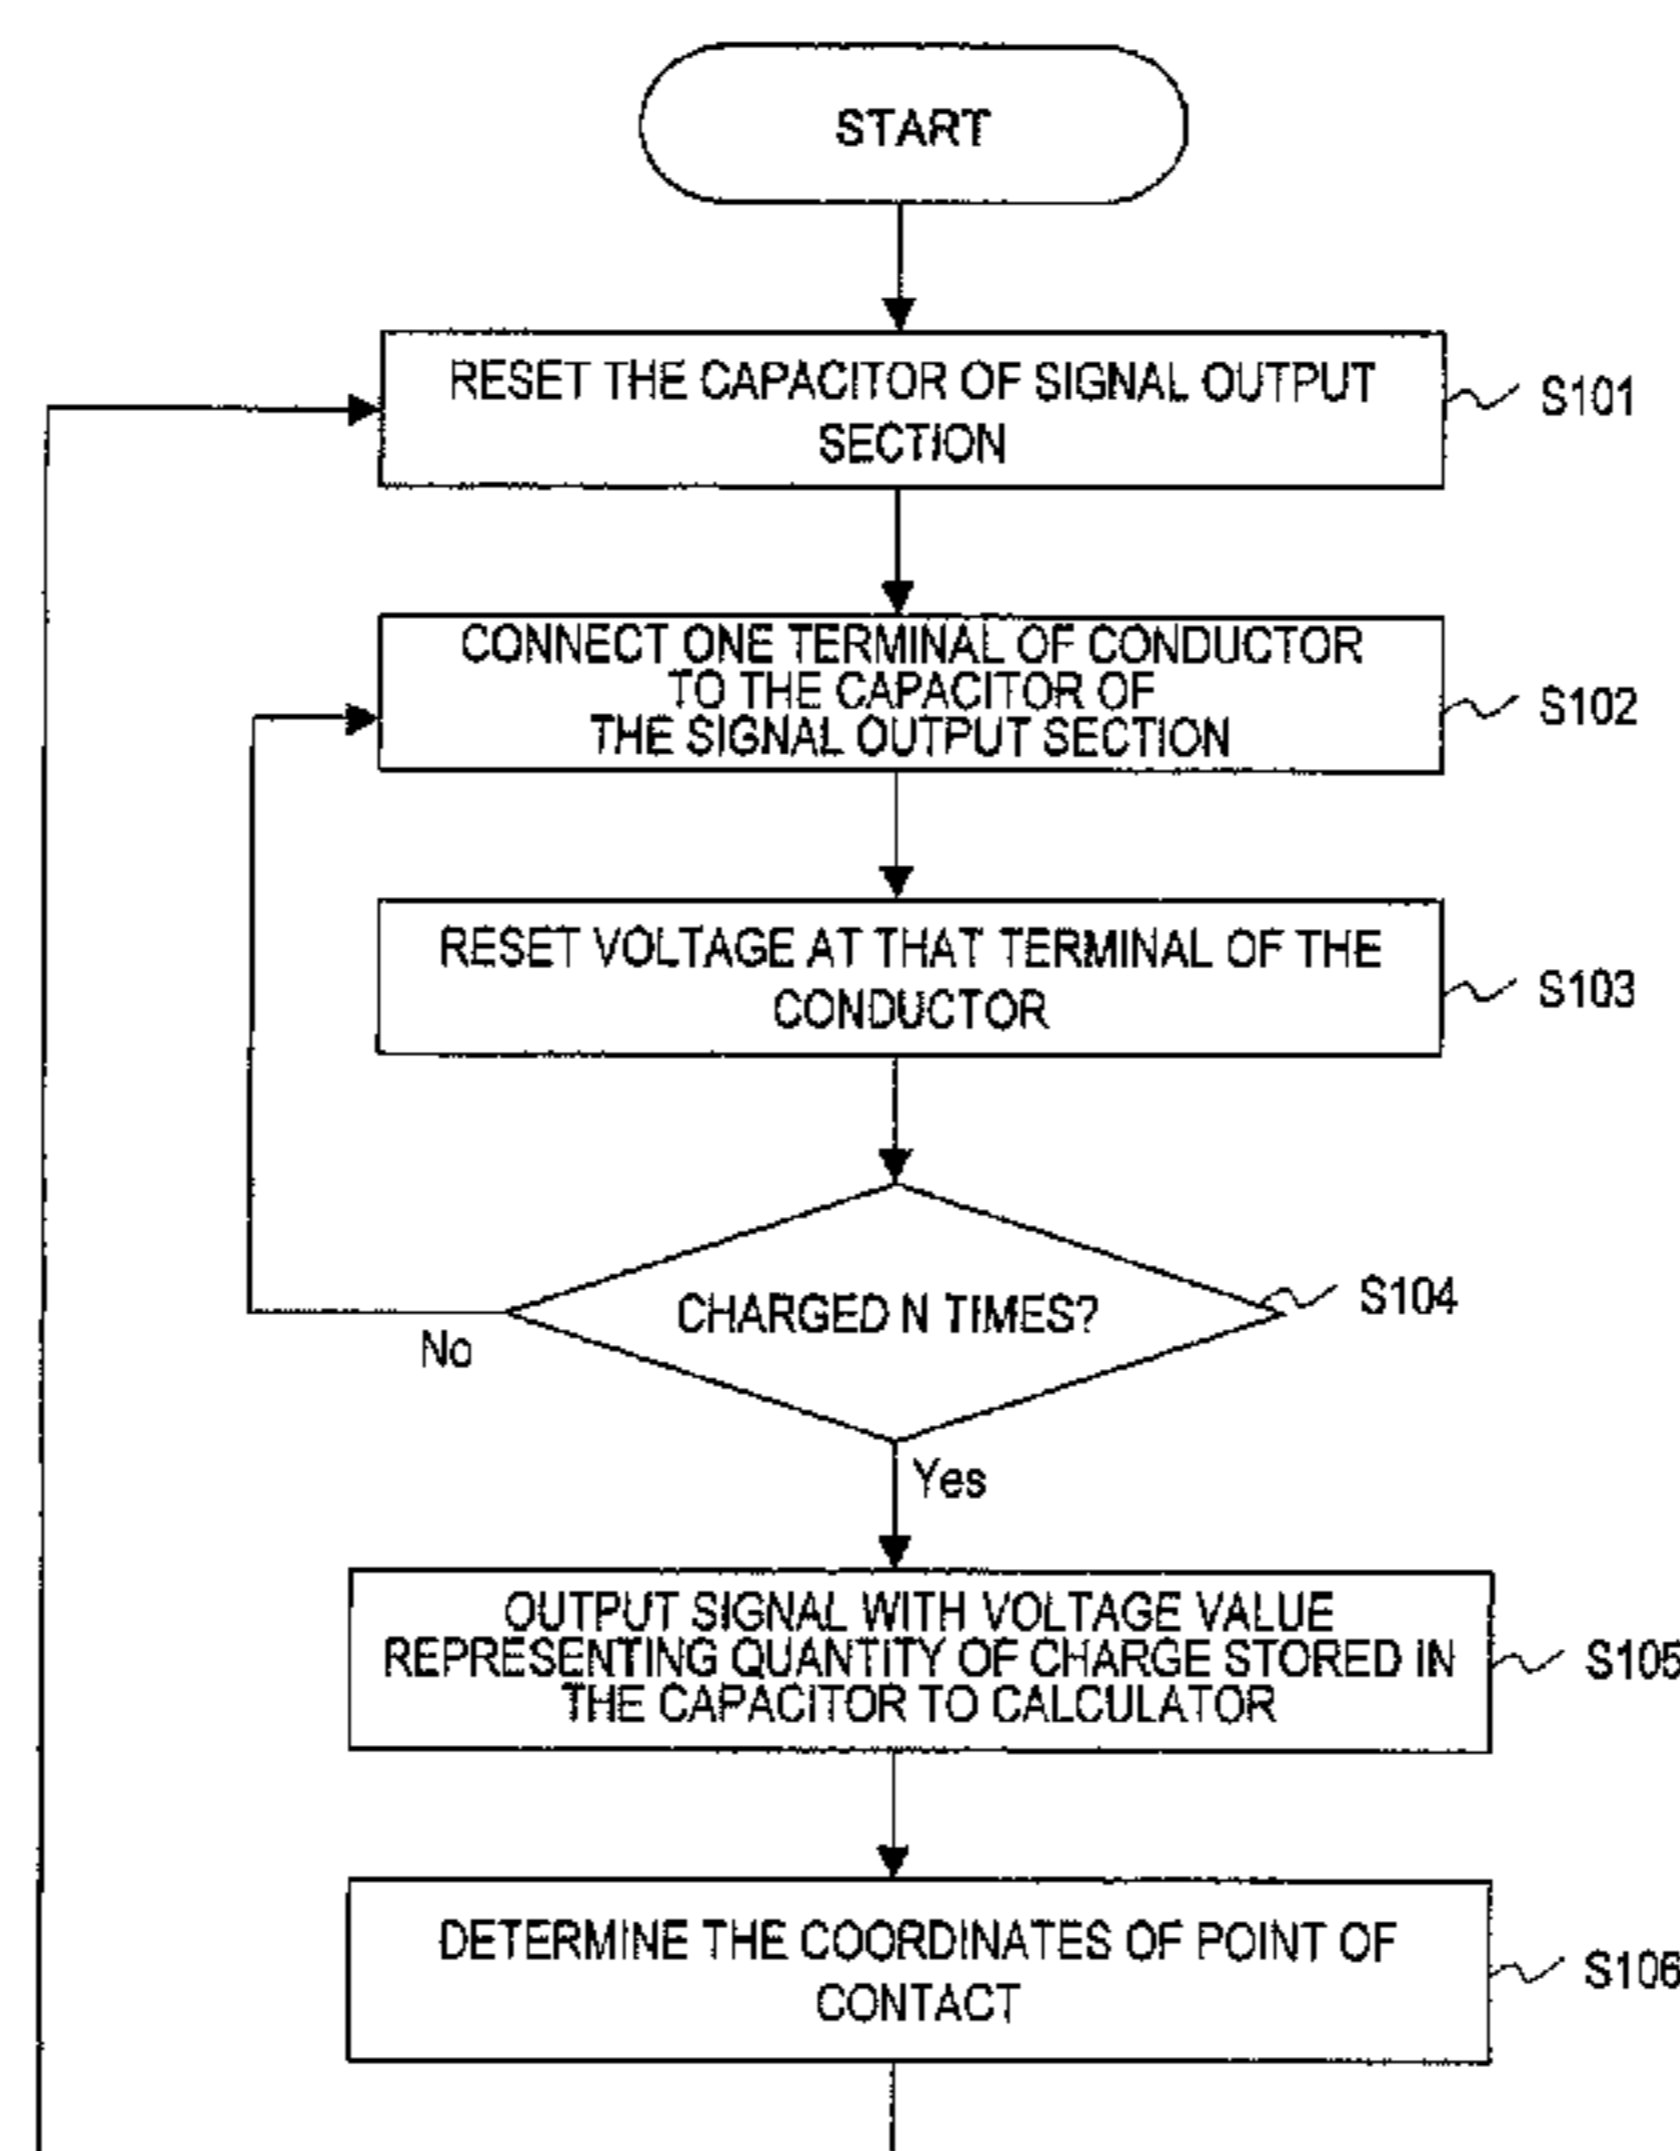 START
RESET THE CAPACITOR OF SIGNAL OUTPUT
SECTION
S101
CONNECT ONE TERMINAL OF CONDUCTOR
TO THE CAPACITOR OF
THE SIGNAL OUTPUT SECTION
S102
RESET VOLTAGE AT THAT TERMINAL OF THE
CONDUCTOR
S103
CHARGED N TIMES?
S104
No
Yes
OUTPUT SIGNAL WITH VOLTAGE VALUE
REPRESENTING QUANTITY OF CHARGE STORED IN
THE CAPACITOR TO CALCULATOR
S105
DETERMINE THE COORDINATES OF POINT OF
CONTACT
S106